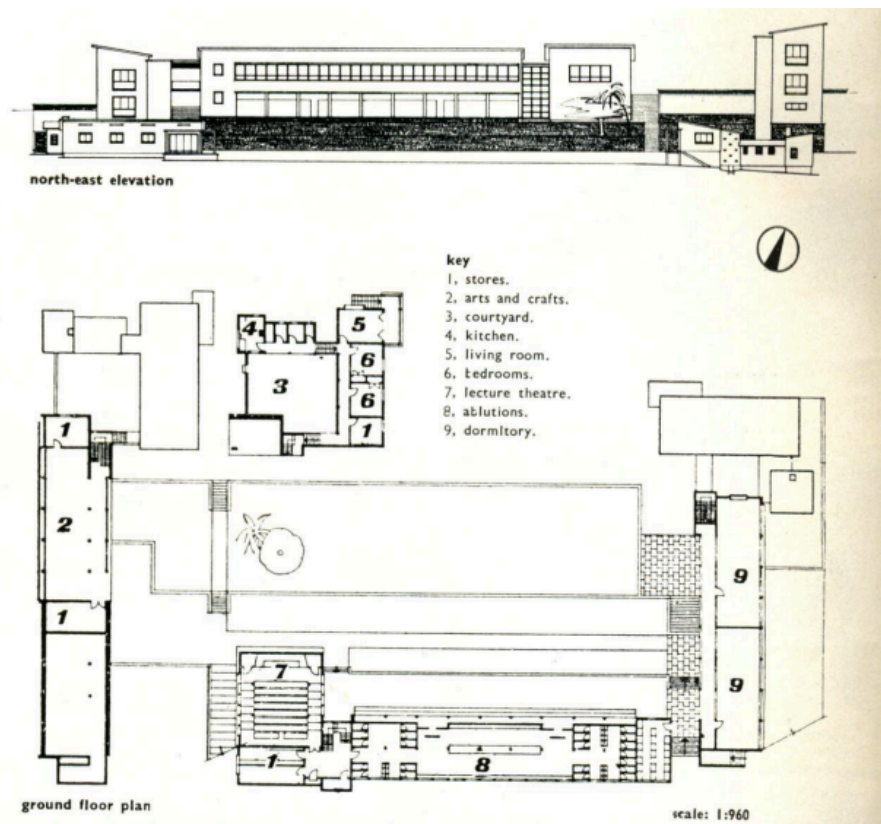 north-east elevation
key
1, stores.
2, arts and crafts.
3, courtyard.
4, kitchen.
5, living room.
6, bedrooms.
7, lecture theatre.
8, ablutions.
9, dormitory.
4
5
6
3
6
1
1
2
9
1
7
9
1
8
ground floor plan
scale: 1:960